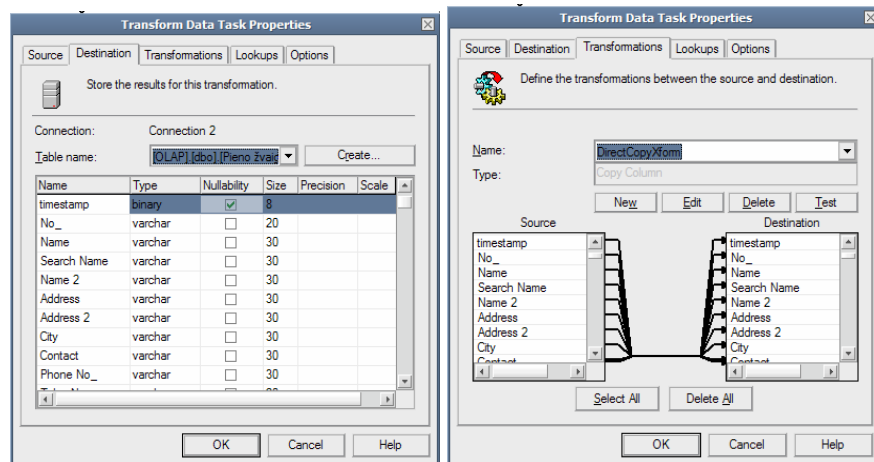 Transform Data Task Properties
Source Destination Transformations Lookups Options
Store the results for this transformation.
Connection: Connection 2
Table name: [OLAP].[dbo].[Pieno žvaig Create...
Name Type Nullability Size Precision Scale
timestamp binary 8
No_ varchar 20
Name varchar 30
Search Name varchar 30
Name 2 varchar 30
Address varchar 30
Address 2 varchar 30
City varchar 30
Contact varchar 30
Phone No_ varchar 30
OK Cancel Help
Transform Data Task Properties
Source Destination Transformations Lookups Options
Define the transformations between the source and destination.
Name: DirectCopyXform
Type: Copy Column
New Edit Delete Test
Source Destination
timestamp timestamp
No_ No_
Name Name
Search Name Search Name
Name 2 Name 2
Address Address
Address 2 Address 2
City City
Contact Contact
Select All Delete All
OK Cancel Help